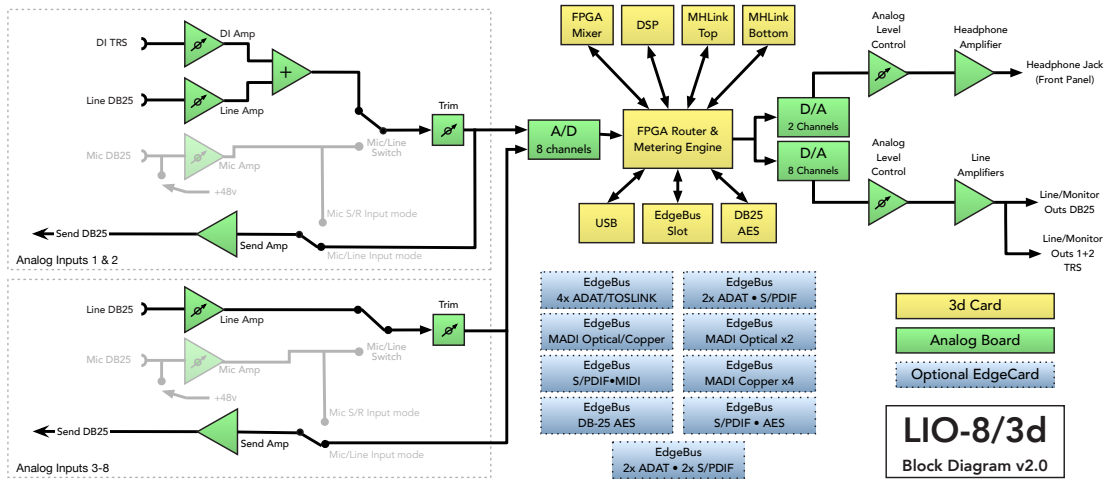 DI TRS
DI Amp
+
Line DB25
Line Amp
Mic DB25
Mic Amp
+48v
Mic/Line
Switch
Trim
Mic S/R Input mode
Send DB25
Send Amp
Mic/Line Input mode
Analog Inputs 1 & 2
Line DB25
Line Amp
Trim
Mic DB25
Mic Amp
Mic/Line
Switch
+48v
Mic S/R Input mode
Send DB25
Send Amp
Mic/Line Input mode
Analog Inputs 3-8
A/D
8 channels
FPGA
Mixer
DSP
MHLink
Top
MHLink
Bottom
FPGA Router &
Metering Engine
USB
EdgeBus
Slot
DB25
AES
D/A
2 Channels
D/A
8 Channels
Analog
Level
Control
Headphone
Amplifier
Headphone Jack
(Front Panel)
Analog
Level
Control
Line
Amplifiers
Line/Monitor
Outs DB25
Line/Monitor
Outs 1+2
TRS
EdgeBus
4x ADAT/TOSLINK
EdgeBus
2x ADAT • S/PDIF
EdgeBus
MADI Optical/Copper
EdgeBus
MADI Optical x2
EdgeBus
S/PDIF•MIDI
EdgeBus
MADI Copper x4
EdgeBus
DB-25 AES
EdgeBus
S/PDIF • AES
EdgeBus
2x ADAT • 2x S/PDIF
3d Card
Analog Board
Optional EdgeCard
LIO-8/3d
Block Diagram v2.0